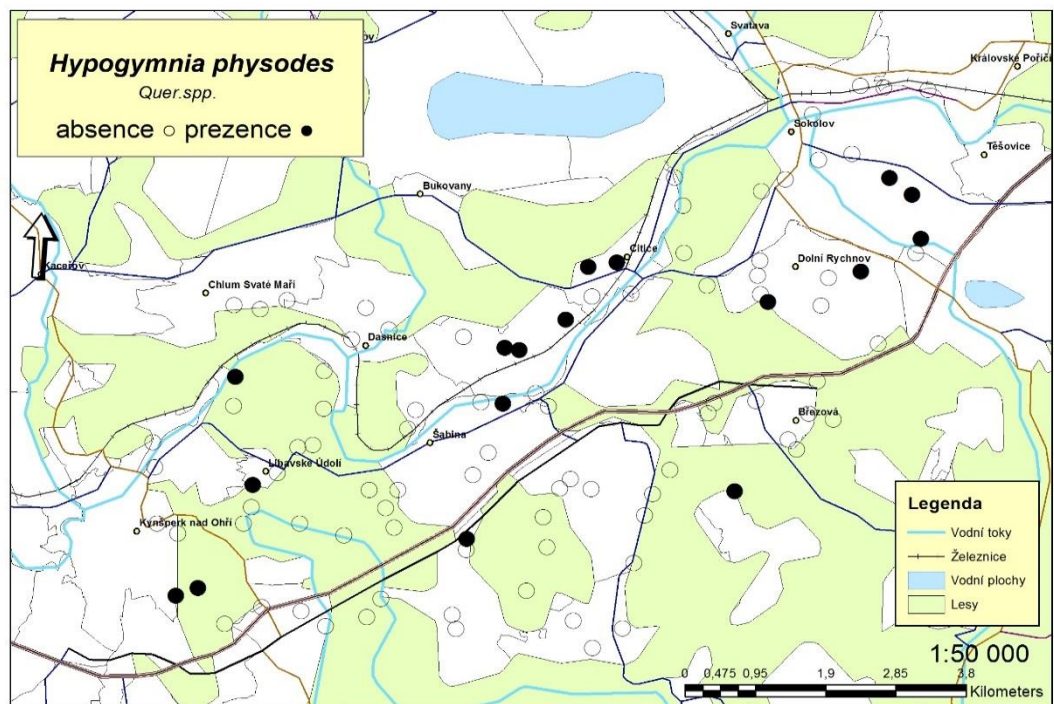 Hypogymnia physodes
Quer.spp.
absence ○ prezence ●
Svatava
Královské Poříčí
Sokolov
Těšovice
Bukovany
Citice
Dolní Rychnov
Kaceřov
Chlum Svaté Maří
Dasnice
Březová
Šabina
Libavské Údolí
Kynšperk nad Ohří
Legenda
Vodní toky
Železnice
Vodní plochy
Lesy
1:50 000
0 0,475 0,95 1,9 2,85 3,8
Kilometers